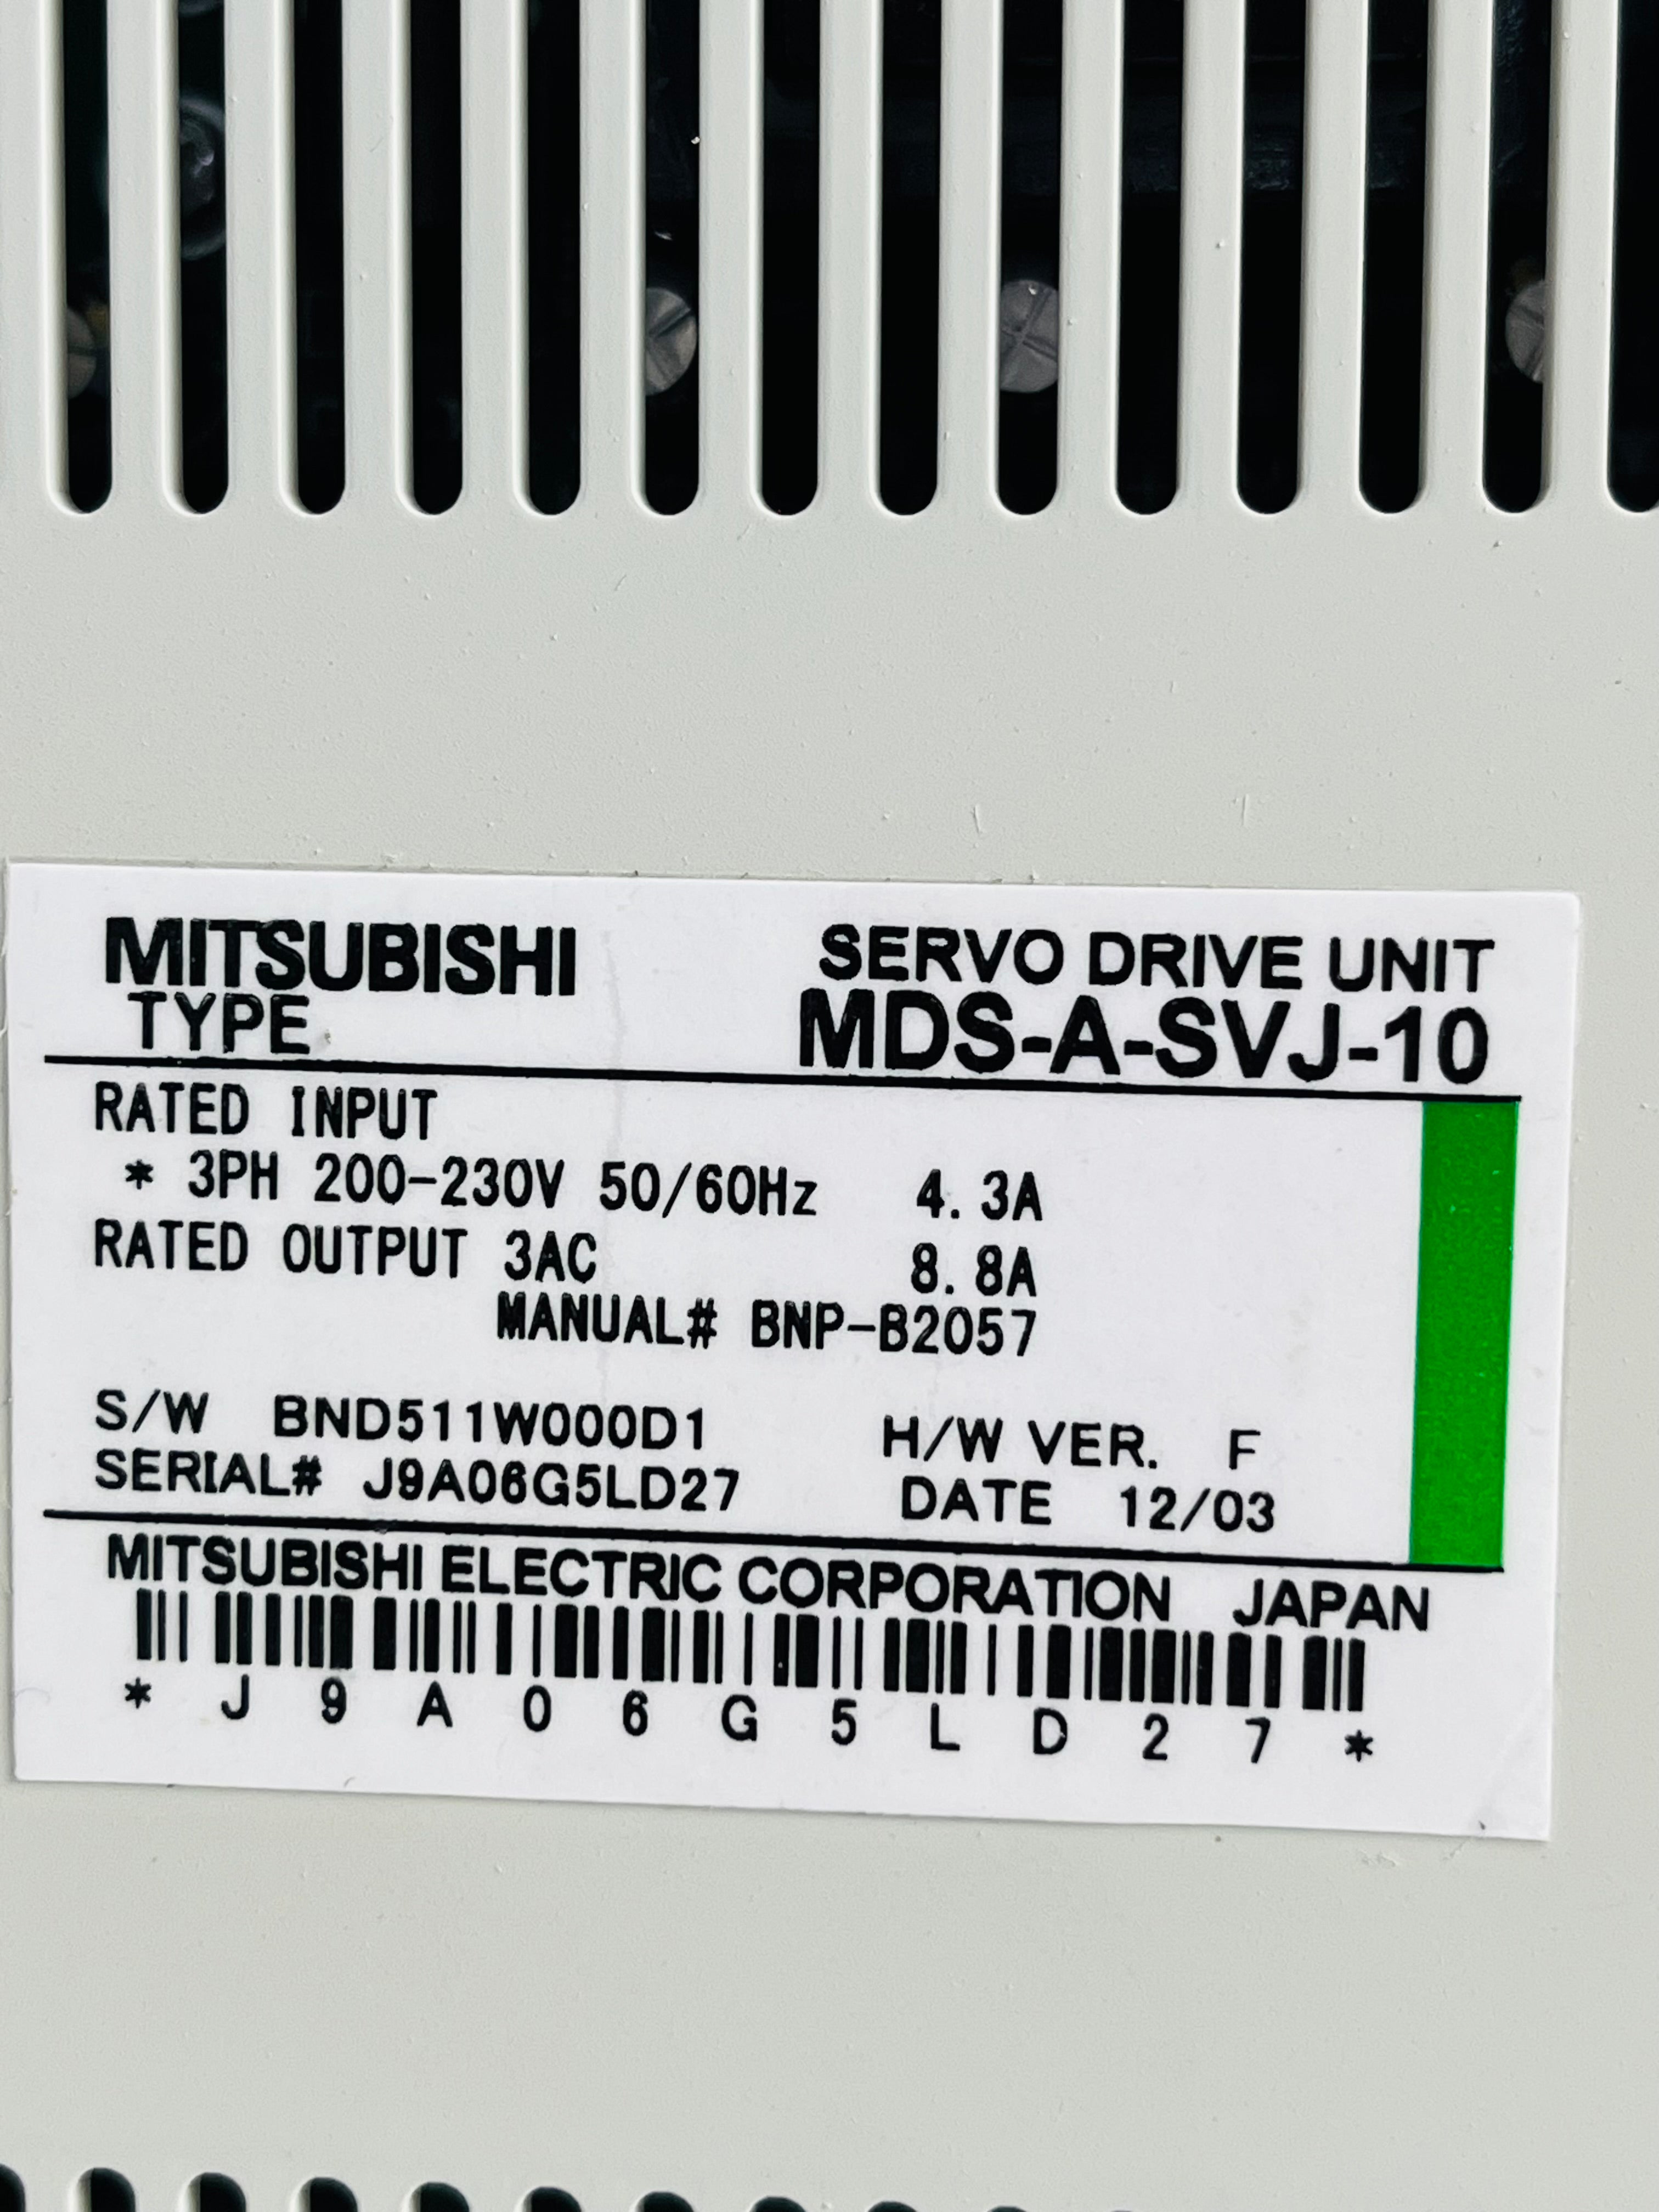 MITSUBISHI SERVO DRIVE UNIT
TYPE MDS-A-SVJ-10
RATED INPUT
* 3PH 200-230V 50/60Hz 4.3A
RATED OUTPUT 3AC 8.8A
MANUAL# BNP-B2057
S/W BND511W000D1 H/W VER. F
SERIAL# J9A06G5LD27 DATE 12/03
MITSUBISHI ELECTRIC CORPORATION JAPAN
* J 9 A 0 6 G 5 L D 2 7 *